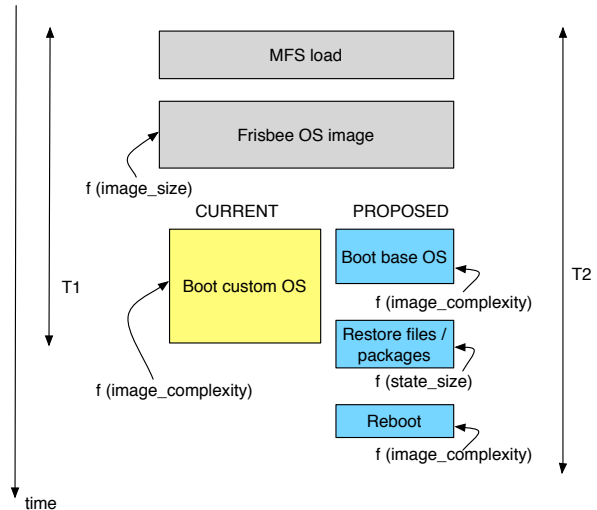 MFS load
Frisbee OS image
f (image_size)
CURRENT
PROPOSED
Boot custom OS
Boot base OS
T1
T2
f (image_complexity)
Restore files /
packages
f (state_size)
f (image_complexity)
Reboot
f (image_complexity)
time